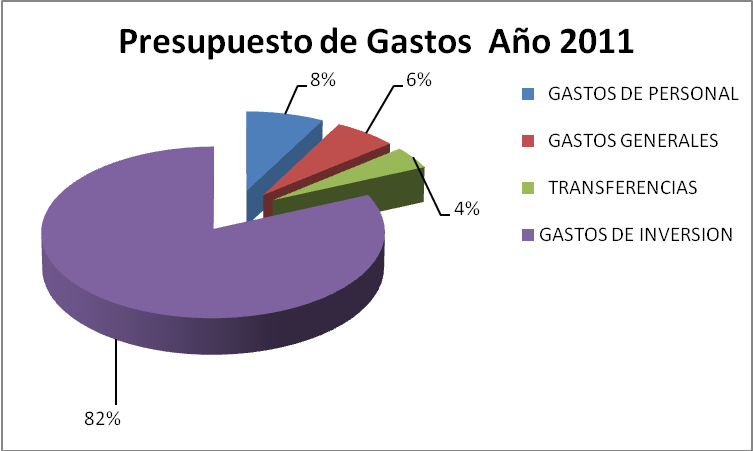 Presupuesto de Gastos  Año 2011
8%
6%
4%
82%
GASTOS DE PERSONAL
GASTOS GENERALES
TRANSFERENCIAS
GASTOS DE INVERSION